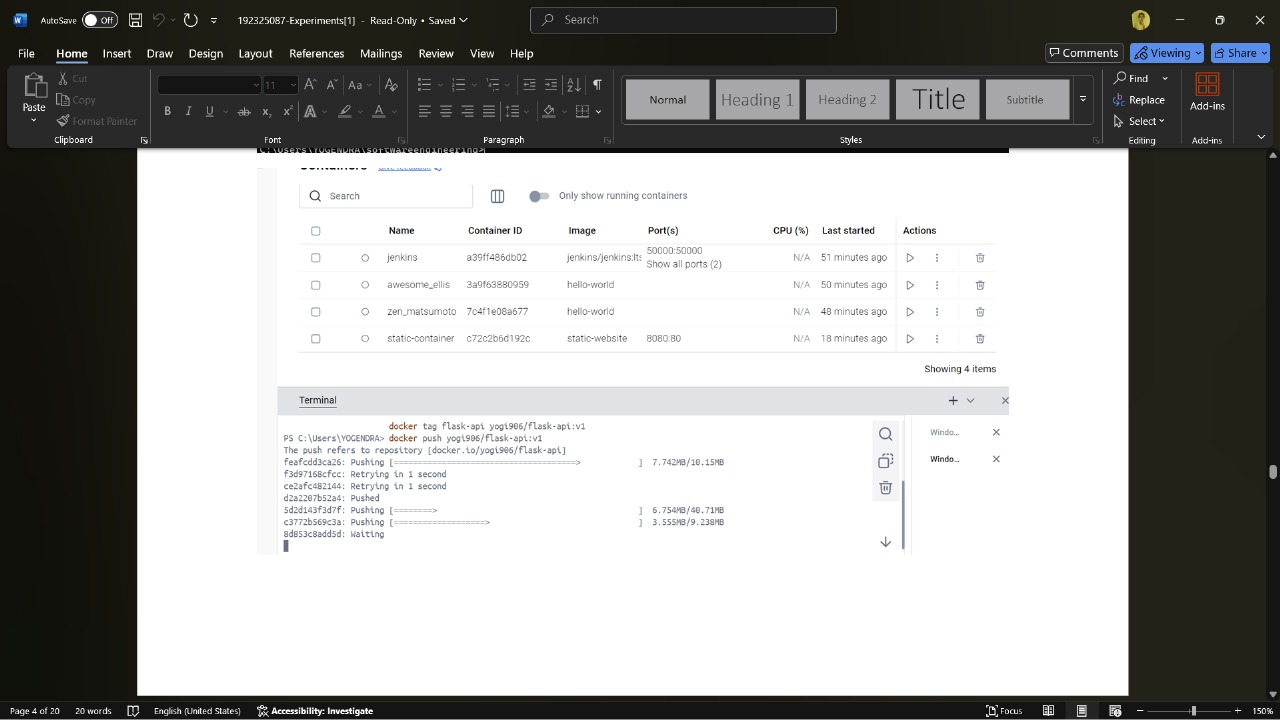 AutoSave Off 192325087-Experiments[1] - Read-Only • Saved Search
File Home Insert Draw Design Layout References Mailings Review View Help Comments Viewing Share
Paste Cut Copy Format Painter 11 Aa Normal Heading 1 Heading 2 Title Subtitle Find Replace Select Add-ins
Clipboard Font Paragraph Styles Editing Add-ins
C:\Users\YOGENDRA\softwareengineering>
Containers Give feedback
Search Only show running containers
Name Container ID Image Port(s) CPU (%) Last started Actions
jenkins a39ff486db02 jenkins/jenkins:lts 50000:50000 Show all ports (2) N/A 51 minutes ago
awesome_ellis 3a9f63880959 hello-world N/A 50 minutes ago
zen_matsumoto 7c4f1e08a677 hello-world N/A 48 minutes ago
static-container c72c2b6d192c static-website 8080:80 N/A 18 minutes ago
Showing 4 items
Terminal
docker tag flask-api yogi906/flask-api:v1
PS C:\Users\YOGENDRA> docker push yogi906/flask-api:v1
The push refers to repository [docker.io/yogi906/flask-api]
feafcdd3ca26: Pushing [======================================>            ] 7.742MB/10.15MB
f3d97168cfcc: Retrying in 1 second
ce2afc482144: Retrying in 1 second
d2a2207b52a4: Pushed
5d2d143f3d7f: Pushing [========>                                          ] 6.754MB/40.71MB
c3772b569c3a: Pushing [===================>                               ] 3.555MB/9.238MB
8d853c8add5d: Waiting
Windo...
Windo...
Page 4 of 20 20 words English (United States) Accessibility: Investigate Focus 150%